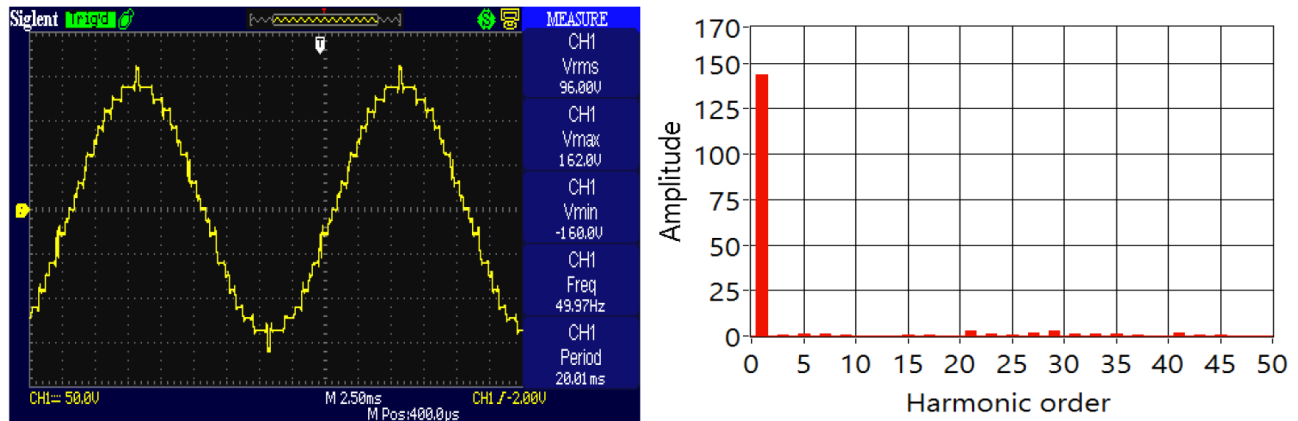 Siglent Trig'd MEASURE
T
CH1
Vrms
96.00V
CH1
Vmax
162.0V
CH1
Vmin
-160.0V
CH1
Freq
49.97Hz
CH1
Period
20.01ms
CH1 50.0V M 2.50ms CH1 -2.00V
M Pos:400.0µs
Amplitude
170
150
125
100
75
50
25
0
0 5 10 15 20 25 30 35 40 45 50
Harmonic order